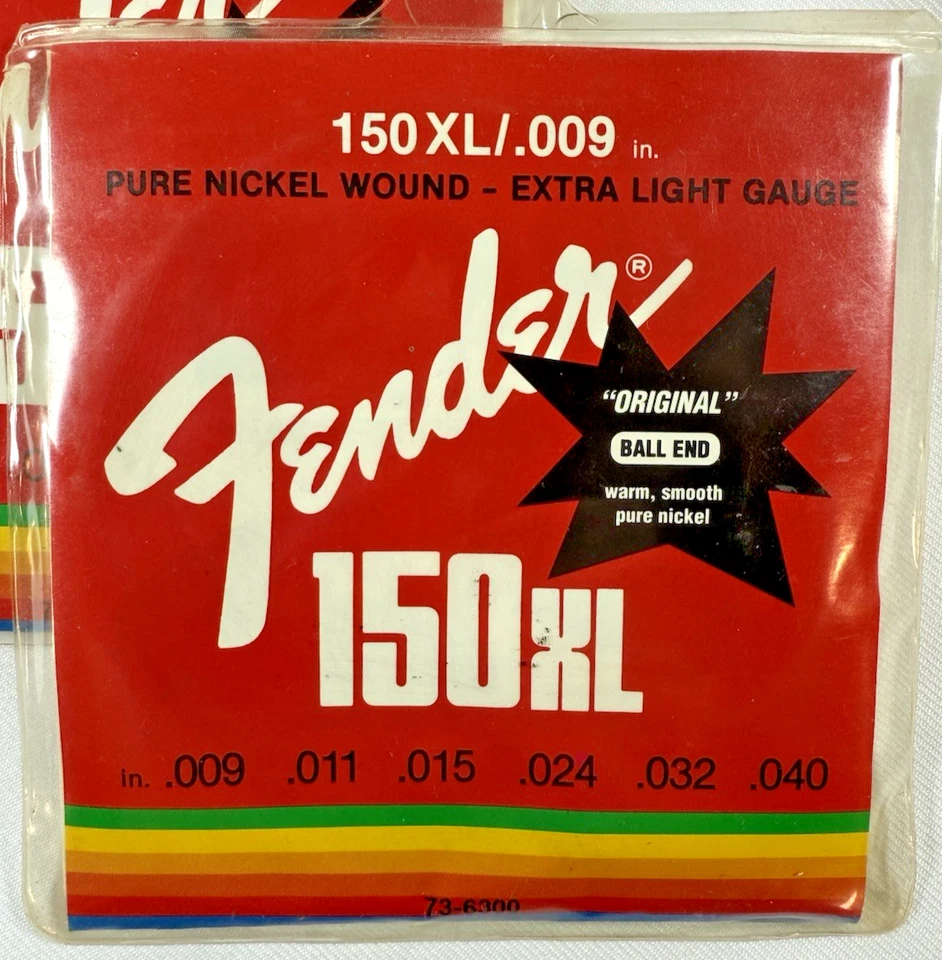 150 XL/.009 in.
PURE NICKEL WOUND – EXTRA LIGHT GAUGE
Fender®
“ORIGINAL”
BALL END
warm, smooth
pure nickel
150XL
in. .009 .011 .015 .024 .032 .040
73-6300